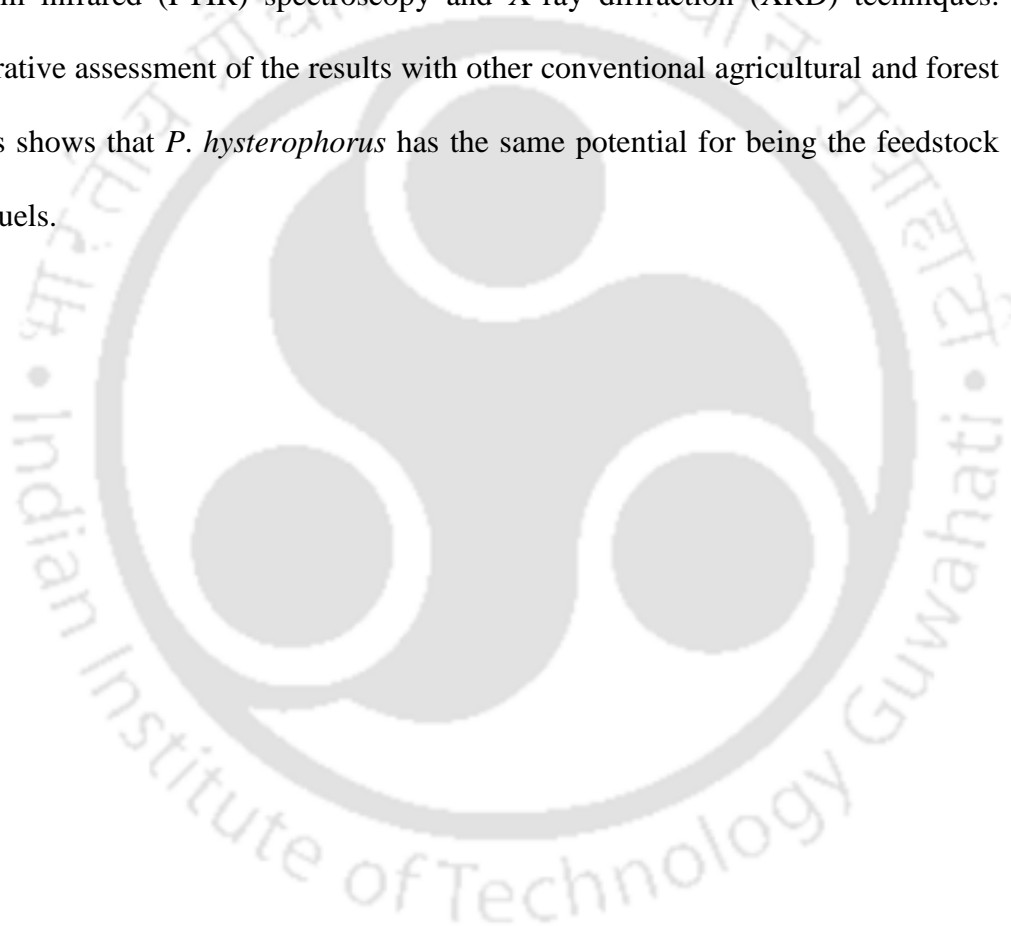 infrared (FTIR) spectroscopy and X-ray diffraction (XRD) techniques.
rative assessment of the results with other conventional agricultural and forest
s shows that P. hysterophorus has the same potential for being the feedstock
uels.
भारतीय
गुवाहाटी
• Indian Institute of Technology Guwahati •